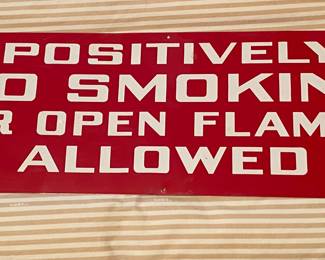 POSITIVELY
O SMOKIN
R OPEN FLAM
ALLOWED